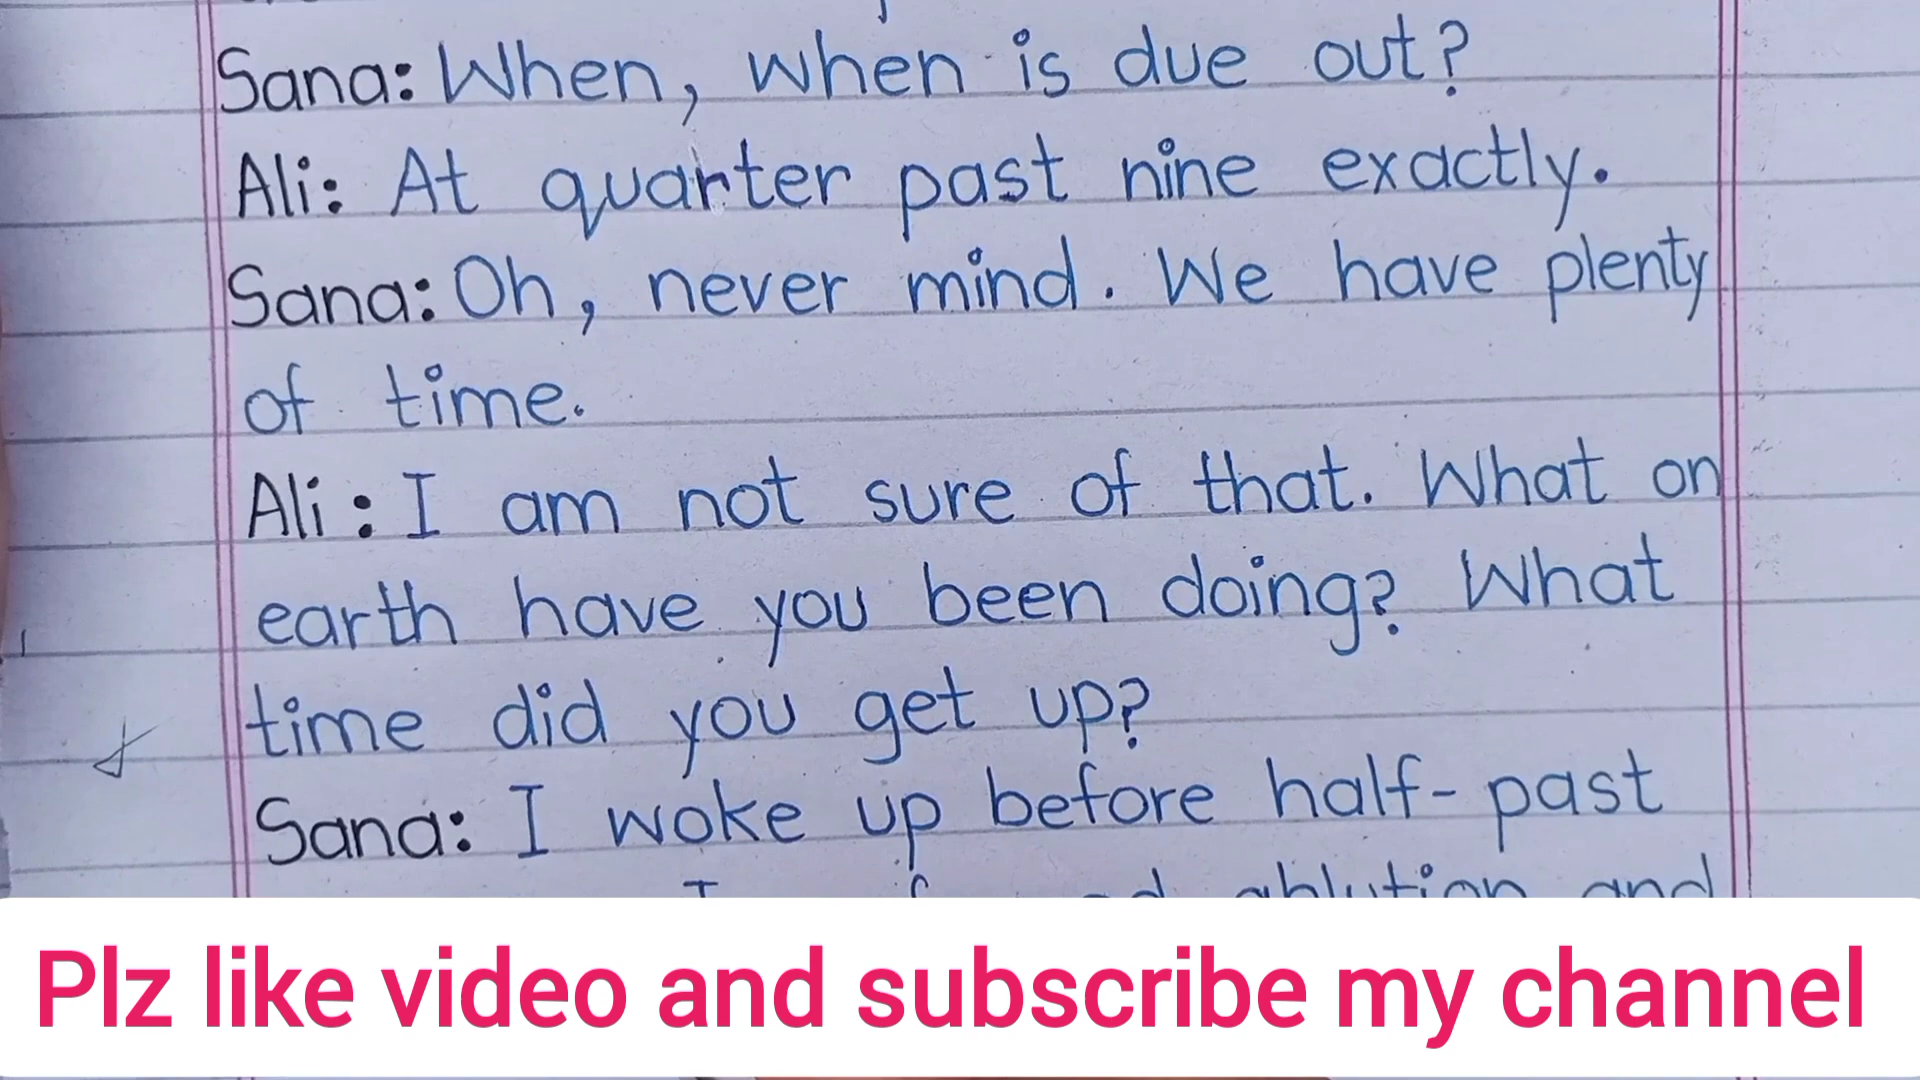 Sana: When, when is due out?
Ali: At quarter past nine exactly.
Sana: Oh, never mind. We have plenty
of time.
Ali: I am not sure of that. What on
earth have you been doing? What
time did you get up?
Sana: I woke up before half-past
ablution and
Plz like video and subscribe my channel